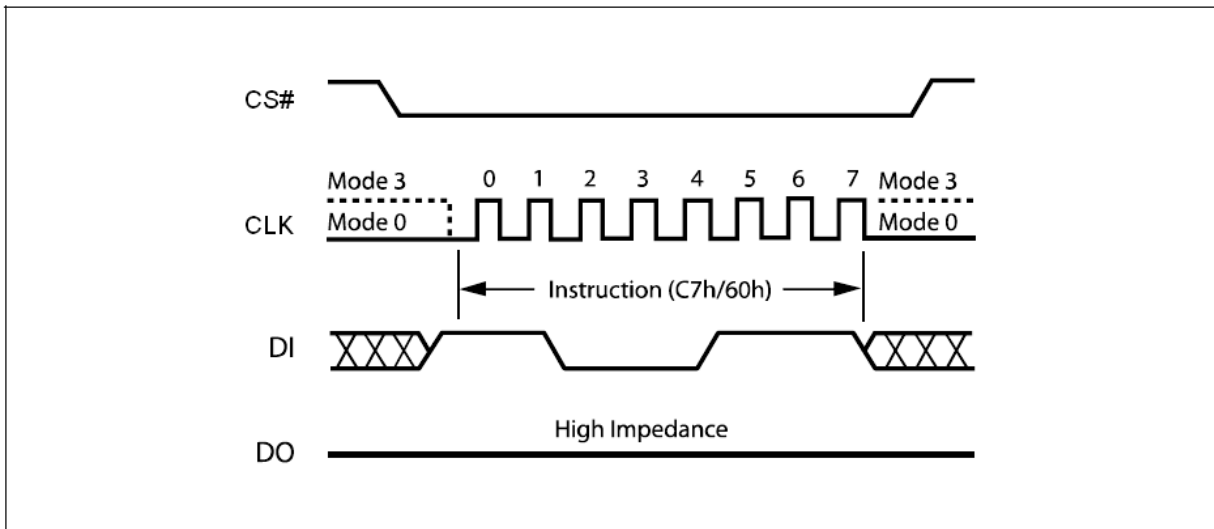 CS#
Mode 3 0 1 2 3 4 5 6 7 Mode 3
CLK Mode 0 Mode 0
Instruction (C7h/60h)
DI
High Impedance
DO